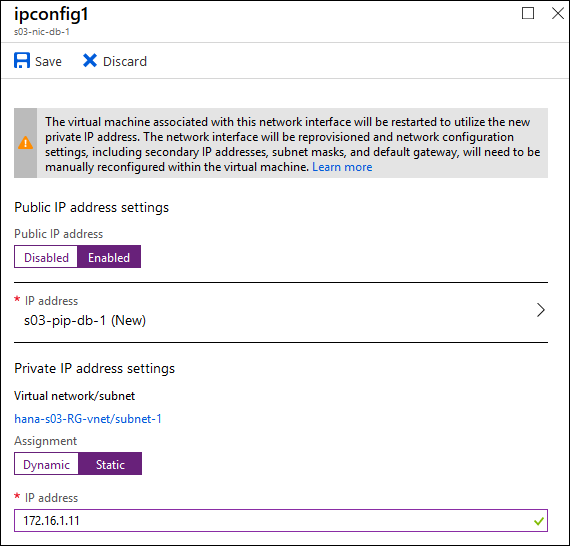 ipconfig1
s03-nic-db-1
Save Discard
The virtual machine associated with this network interface will be restarted to utilize the new
private IP address. The network interface will be reprovisioned and network configuration
settings, including secondary IP addresses, subnet masks, and default gateway, will need to be
manually reconfigured within the virtual machine. Learn more
Public IP address settings
Public IP address
Disabled Enabled
* IP address
s03-pip-db-1 (New)
Private IP address settings
Virtual network/subnet
hana-s03-RG-vnet/subnet-1
Assignment
Dynamic Static
* IP address
172.16.1.11